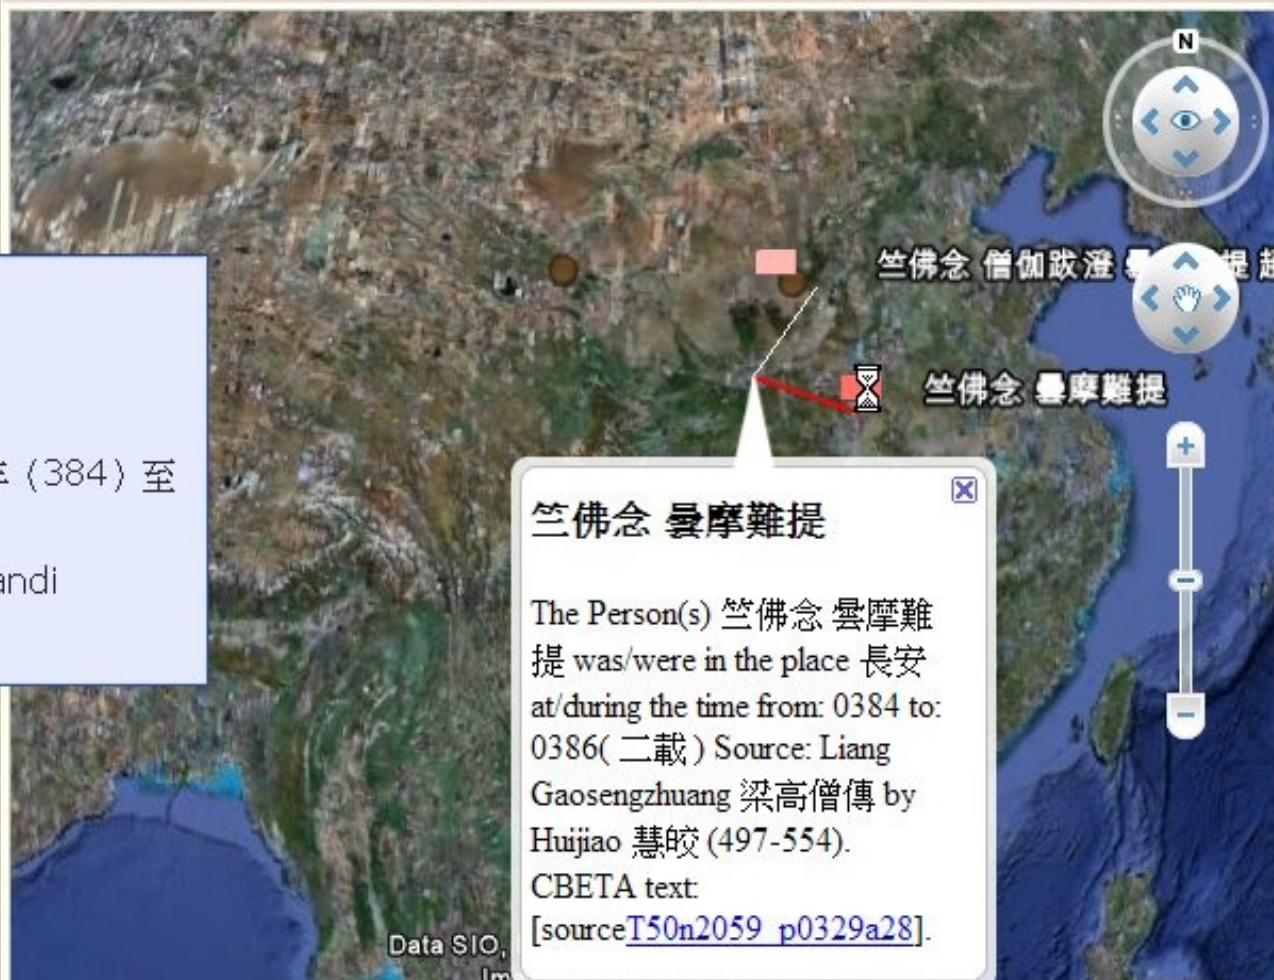 N
竺佛念 僧伽跋澄
竺佛念 曇摩難提
(384) 至
andi
竺佛念 曇摩難提
The Person(s) 竺佛念 曇摩難
提 was/were in the place 長安
at/during the time from: 0384 to:
0386( 二載 ) Source: Liang
Gaosengzhuang 梁高僧傳 by
Huijiao 慧皎 (497-554).
CBETA text:
[sourceT50n2059_p0329a28].
Data SIO,